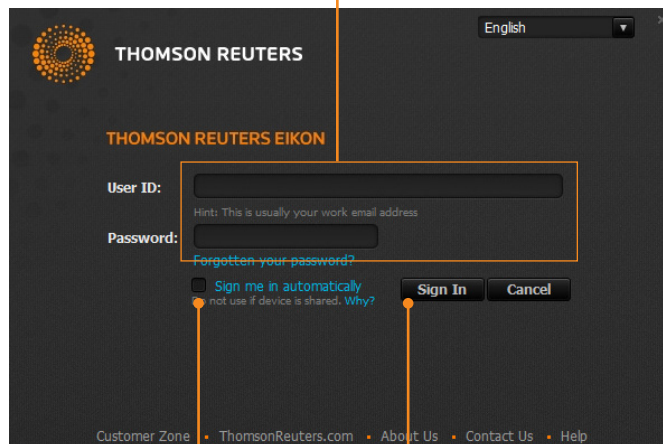 English
THOMSON REUTERS
THOMSON REUTERS EIKON
User ID:
Hint: This is usually your work email address
Password:
Forgotten your password?
Sign me in automatically
Do not use if device is shared. Why?
Sign In Cancel
Customer Zone ThomsonReuters.com About Us Contact Us Help